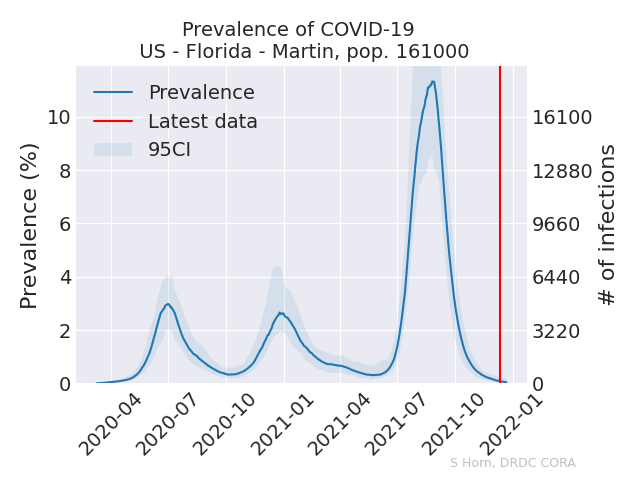 Prevalence of COVID-19
US - Florida - Martin, pop. 161000
Prevalence
Latest data
95CI
Prevalence (%)
10
8
6
4
2
0
16100
12880
9660
6440
3220
0
# of infections
2020-04
2020-07
2020-10
2021-01
2021-04
2021-07
2021-10
2022-01
S Horn, DRDC CORA